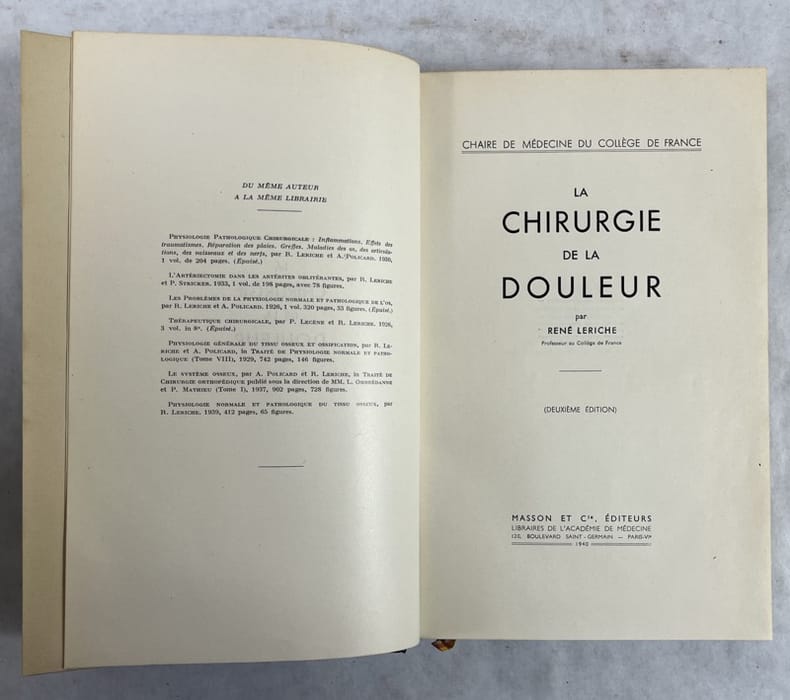 DU MÊME AUTEUR
A LA MÊME LIBRAIRIE
Physiologie Pathologique Chirurgicale : Inflammations. Effets des
traumatismes. Réparation des plaies. Greffes. Maladies des os, des articula-
tions, des vaisseaux et des nerfs, par R. Leriche et A. Policard. 1930,
1 vol. de 204 pages. (Épuisé.)
L'Artériectomie dans les artérites oblitérantes, par R. Leriche
et P. Stricker. 1933, 1 vol. de 198 pages, avec 78 figures.
Les Problèmes de la physiologie normale et pathologique de l'os,
par R. Leriche et A. Policard. 1926, 1 vol. 320 pages, 33 figures. (Épuisé.)
Thérapeutique chirurgicale, par P. Lecène et R. Leriche. 1926,
3 vol. in 8º. (Épuisé.)
Physiologie générale du tissu osseux et ossification, par R. Le-
riche et A. Policard, in Traité de Physiologie normale et patho-
logique (Tome VIII), 1929, 742 pages, 146 figures.
Le système osseux, par A. Policard et R. Leriche, in Traité de
Chirurgie orthopédique publié sous la direction de MM. L. Ombrédanne
et P. Mathieu (Tome I), 1937, 902 pages, 728 figures.
Physiologie normale et pathologique du tissu osseux, par
R. Leriche. 1939, 412 pages, 65 figures.
CHAIRE DE MÉDECINE DU COLLÈGE DE FRANCE
LA
CHIRURGIE
DE LA
DOULEUR
par
RENÉ LERICHE
Professeur au Collège de France
(DEUXIÈME ÉDITION)
MASSON ET Cie, ÉDITEURS
LIBRAIRES DE L'ACADÉMIE DE MÉDECINE
120, BOULEVARD SAINT-GERMAIN — PARIS-VIe
1940